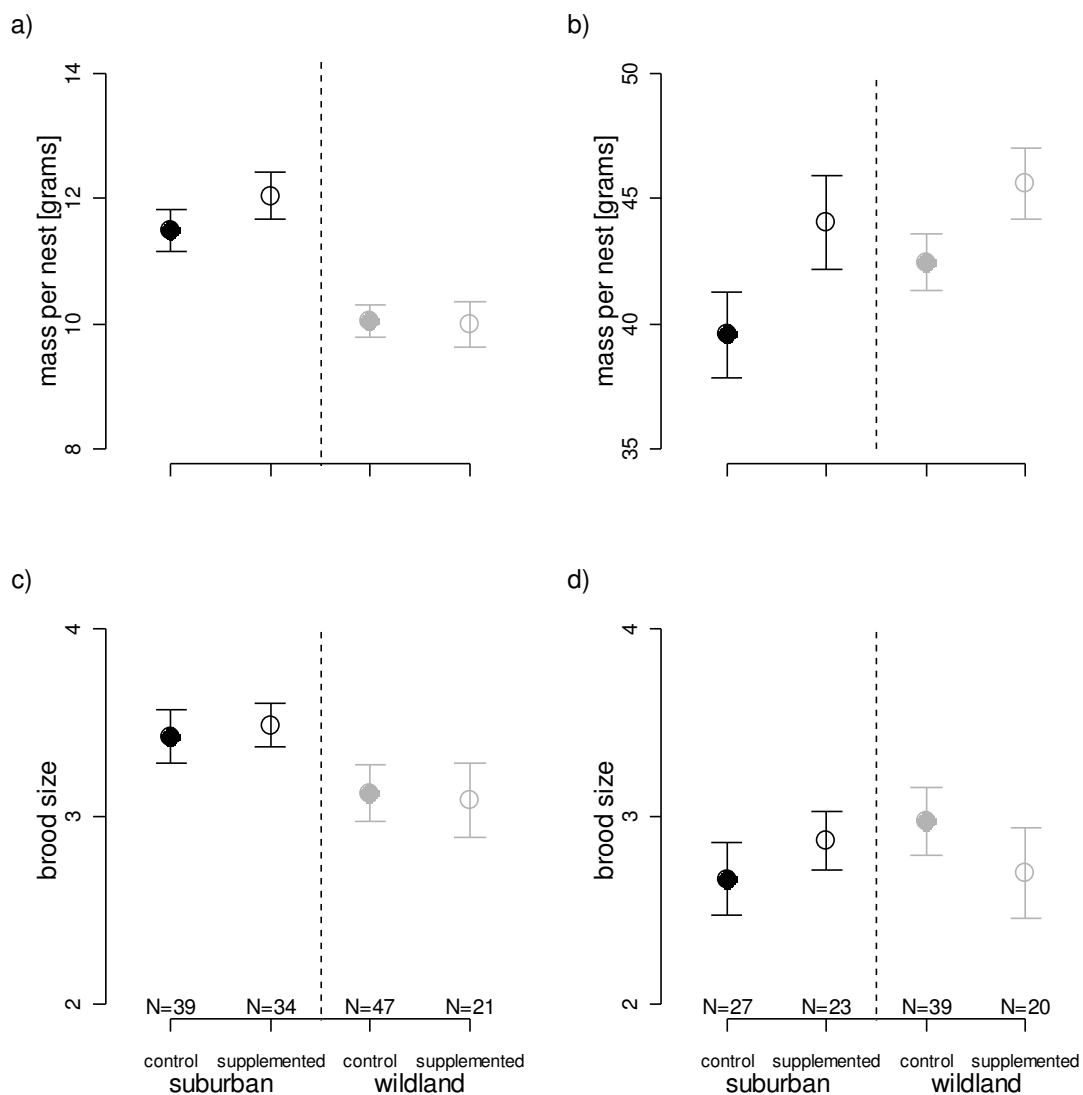 a)
14
12
10
8
mass per nest [grams]
b)
50
45
40
35
mass per nest [grams]
c)
4
3
2
brood size
N=39 N=34 N=47 N=21
control supplemented control supplemented
suburban wildland
d)
4
3
2
brood size
N=27 N=23 N=39 N=20
control supplemented control supplemented
suburban wildland